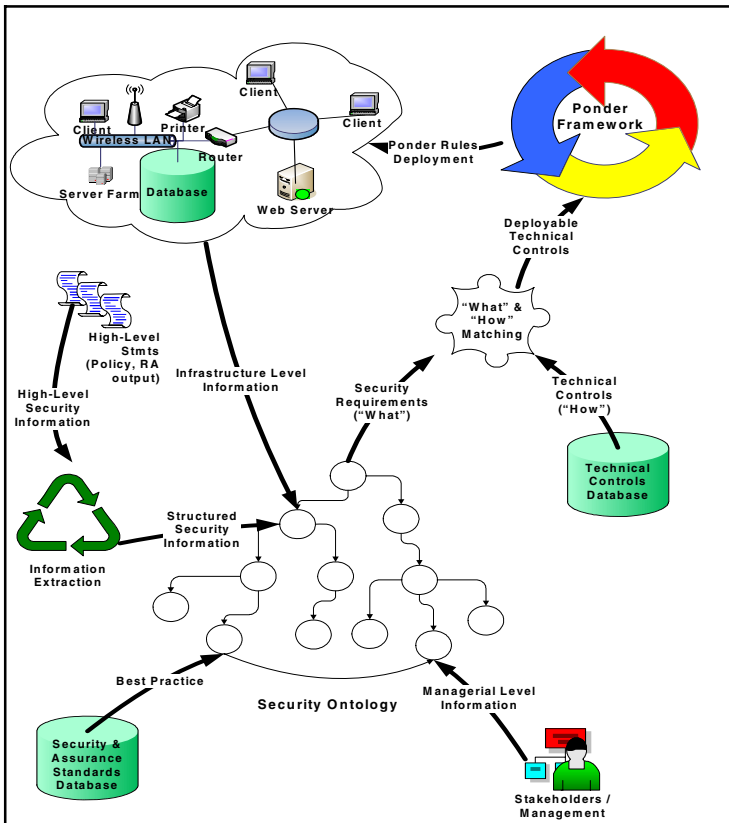 Client
Client
Printer
Client
Wireless LAN
Router
Server Farm
Database
Web Server
Ponder
Framework
Ponder Rules
Deployment
Deployable
Technical
Controls
"What" &
"How"
Matching
High-Level
Stmts
(Policy, RA
output)
Infrastructure Level
Information
Security
Requirements
("What")
Technical
Controls
("How")
High-Level
Security
Information
Technical
Controls
Database
Structured
Security
Information
Information
Extraction
Best Practice
Security Ontology
Managerial Level
Information
Security &
Assurance
Standards
Database
Stakeholders /
Management